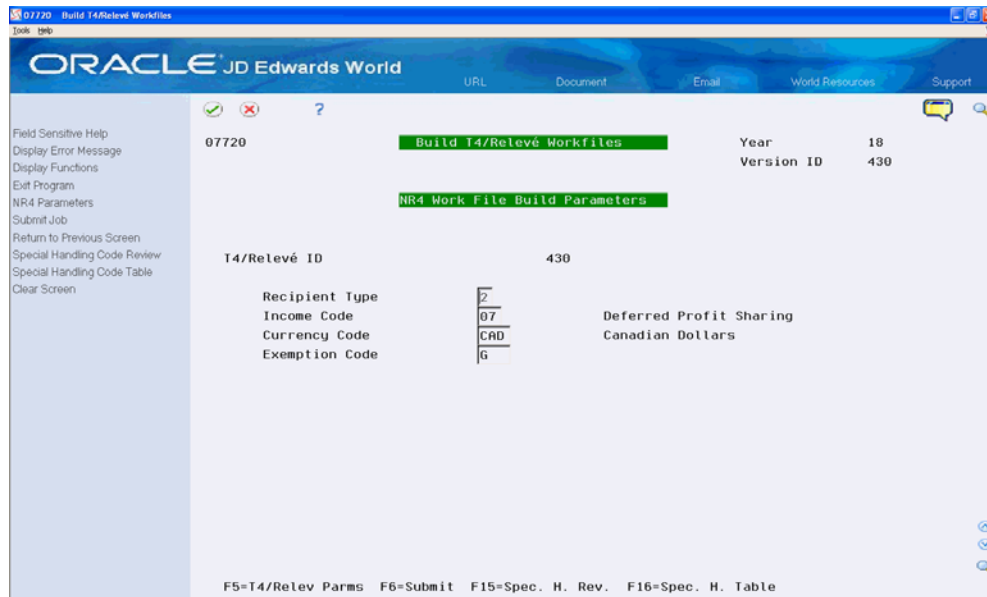 07720 Build T4/Relevé Workfiles
Tools Help
ORACLE JD Edwards World
URL Document Email World Resources Support
Field Sensitive Help
Display Error Message
Display Functions
Exit Program
NR4 Parameters
Submit Job
Return to Previous Screen
Special Handling Code Review
Special Handling Code Table
Clear Screen
?
07720 Build T4/Relevé Workfiles Year 18
Version ID 430
NR4 Work File Build Parameters
T4/Relevé ID 430
Recipient Type 2
Income Code 07 Deferred Profit Sharing
Currency Code CAD Canadian Dollars
Exemption Code G
F5=T4/Relev Parms F6=Submit F15=Spec. H. Rev. F16=Spec. H. Table